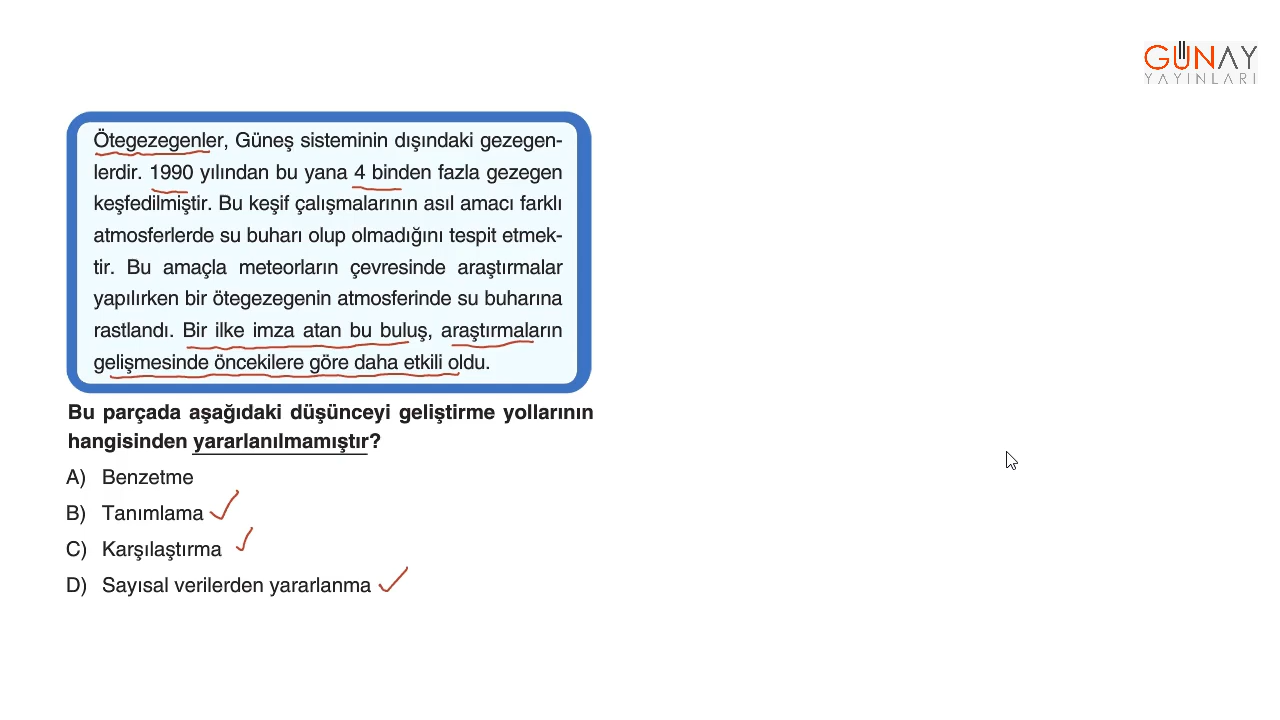 GÜNAY
YAYINLARI
Ötegezegenler, Güneş sisteminin dışındaki gezegen-
lerdir. 1990 yılından bu yana 4 binden fazla gezegen
keşfedilmiştir. Bu keşif çalışmalarının asıl amacı farklı
atmosferlerde su buharı olup olmadığını tespit etmek-
tir. Bu amaçla meteorların çevresinde araştırmalar
yapılırken bir ötegezegenin atmosferinde su buharına
rastlandı. Bir ilke imza atan bu buluş, araştırmaların
gelişmesinde öncekilere göre daha etkili oldu.
Bu parçada aşağıdaki düşünceyi geliştirme yollarının
hangisinden yararlanılmamıştır?
A) Benzetme
B) Tanımlama
C) Karşılaştırma
D) Sayısal verilerden yararlanma